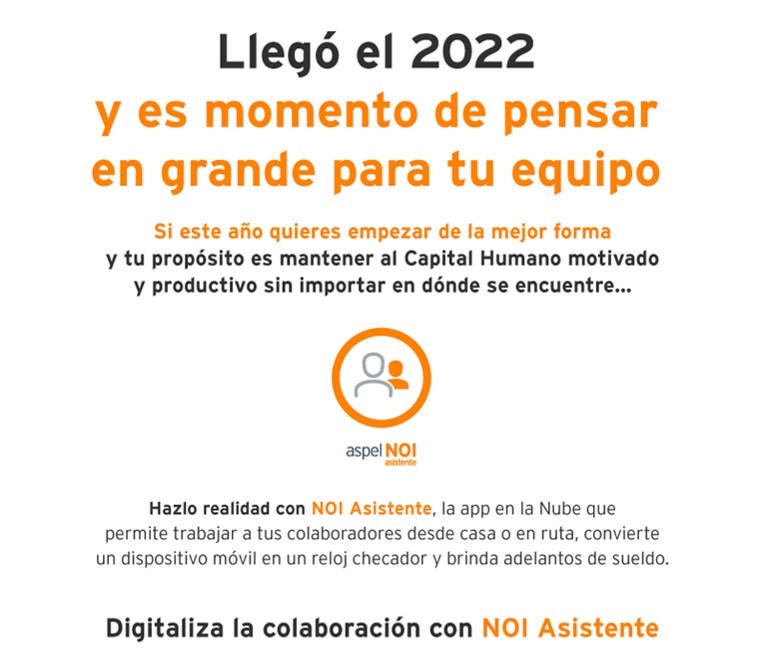 Llegó el 2022
y es momento de pensar
en grande para tu equipo
Si este año quieres empezar de la mejor forma
y tu propósito es mantener al Capital Humano motivado
y productivo sin importar en dónde se encuentre...
aspel NOI
asistente
Hazlo realidad con NOI Asistente, la app en la Nube que
permite trabajar a tus colaboradores desde casa o en ruta, convierte
un dispositivo móvil en un reloj checador y brinda adelantos de sueldo.
Digitaliza la colaboración con NOI Asistente